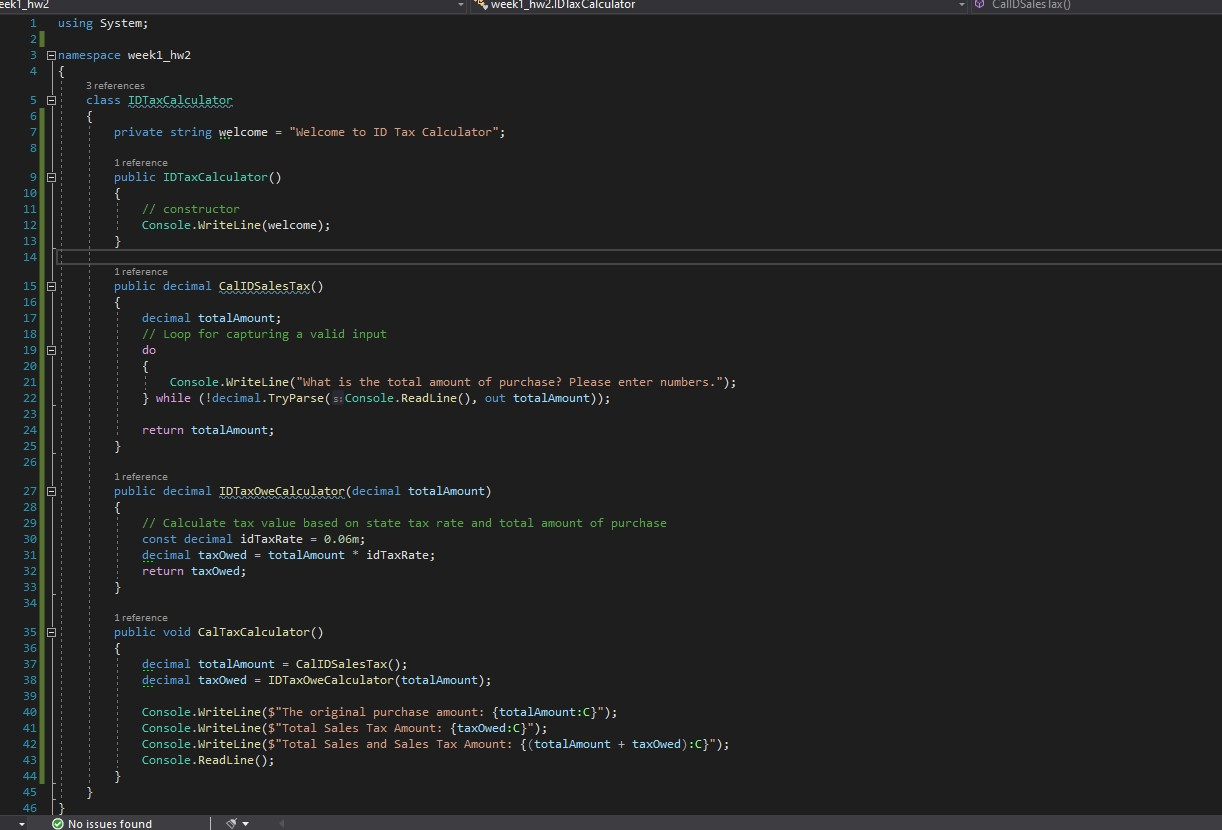 week1_hw2 week1_hw2.IDTaxCalculator CalIDSalesTax()
1 using System;
2
3 namespace week1_hw2
4 {
3 references
5 class IDTaxCalculator
6 {
7 private string welcome = "Welcome to ID Tax Calculator";
8
1 reference
9 public IDTaxCalculator()
10 {
11 // constructor
12 Console.WriteLine(welcome);
13 }
14
1 reference
15 public decimal CalIDSalesTax()
16 {
17 decimal totalAmount;
18 // Loop for capturing a valid input
19 do
20 {
21 Console.WriteLine("What is the total amount of purchase? Please enter numbers.");
22 } while (!decimal.TryParse(s:Console.ReadLine(), out totalAmount));
23
24 return totalAmount;
25 }
26
1 reference
27 public decimal IDTaxOweCalculator(decimal totalAmount)
28 {
29 // Calculate tax value based on state tax rate and total amount of purchase
30 const decimal idTaxRate = 0.06m;
31 decimal taxOwed = totalAmount * idTaxRate;
32 return taxOwed;
33 }
34
1 reference
35 public void CalTaxCalculator()
36 {
37 decimal totalAmount = CalIDSalesTax();
38 decimal taxOwed = IDTaxOweCalculator(totalAmount);
39
40 Console.WriteLine($"The original purchase amount: {totalAmount:C}");
41 Console.WriteLine($"Total Sales Tax Amount: {taxOwed:C}");
42 Console.WriteLine($"Total Sales and Sales Tax Amount: {(totalAmount + taxOwed):C}");
43 Console.ReadLine();
44 }
45 }
46 }
No issues found